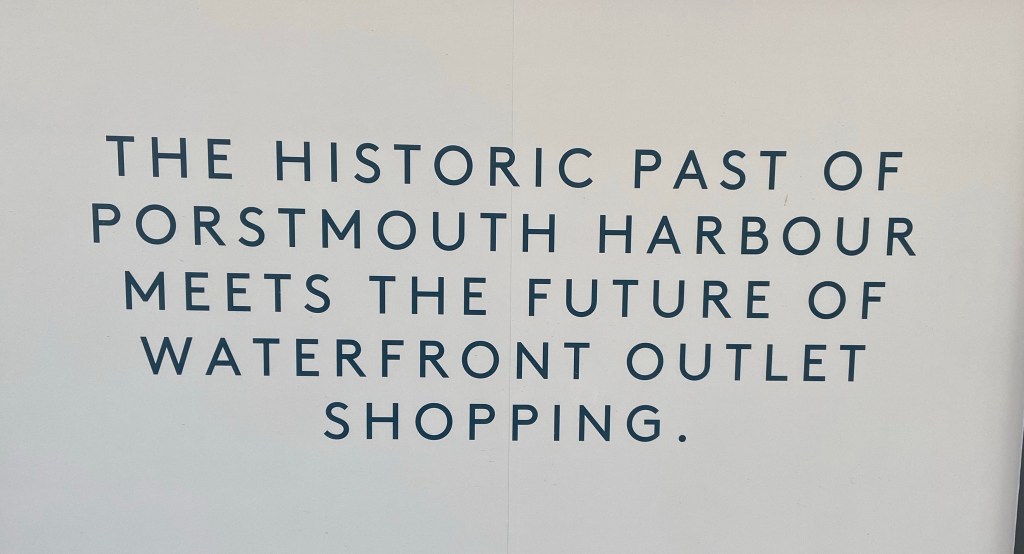 THE HISTORIC PAST OF
PORSTMOUTH HARBOUR
MEETS THE FUTURE OF
WATERFRONT OUTLET
SHOPPING.